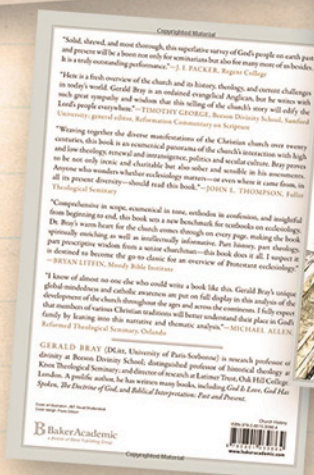 Copyrighted Material
"Solid, shrewd, and most thorough, this superlative survey of God's people on earth past
and present will be a boon not only for seminarians but also for many more of us besides.
It is a truly outstanding performance."—J. I. PACKER, Regent College
"Here is a fresh overview of the church and its history, theology, and current challenges
in today's world. Gerald Bray is an ordained evangelical Anglican, but he writes with
such great sympathy and wisdom that this telling of the church's story will edify the
Lord's people everywhere."—TIMOTHY GEORGE, Beeson Divinity School, Samford
University; general editor, Reformation Commentary on Scripture
"Weaving together the diverse manifestations of the Christian church over twenty
centuries, this book is an ecumenical panorama of the church's interaction with high
and low theology, renewal and intransigence, politics and secular culture. Bray proves
to be not only irenic and charitable but also sober and sensible in his assessments.
Anyone who wonders whether ecclesiology matters—or even where it came from, in
all its present diversity—should read this book."—JOHN L. THOMPSON, Fuller
Theological Seminary
"Comprehensive in scope, ecumenical in tone, orthodox in confession, and insightful
from beginning to end, this book sets a new benchmark for textbooks on ecclesiology.
Dr. Bray's warm heart for the church comes through on every page, making the book
spiritually enriching as well as intellectually informative. Part history, part theology,
part prescriptive wisdom from a senior churchman—this book does it all. I suspect it
is destined to become the go-to classic for an overview of Protestant ecclesiology."
—BRYAN LITFIN, Moody Bible Institute
"I know of almost no one else who could write a book like this. Gerald Bray's unique
global mindedness and catholic awareness are put on full display in this analysis of the
development of the church throughout the ages and across the continents. I fully expect
that members of various Christian traditions will better understand their place in God's
family by leaning into this narrative and thematic analysis."—MICHAEL ALLEN,
Reformed Theological Seminary, Orlando
GERALD BRAY (DLitt, University of Paris-Sorbonne) is research professor of
divinity at Beeson Divinity School; distinguished professor of historical theology at
Knox Theological Seminary; and director of research at Latimer Trust, Oak Hill College,
London. A prolific author, he has written many books, including God Is Love, God Has
Spoken, The Doctrine of God, and Biblical Interpretation: Past and Present.
Church History
BakerAcademic
a division of Baker Publishing Group
www.bakeracademic.com
Copyrighted Material